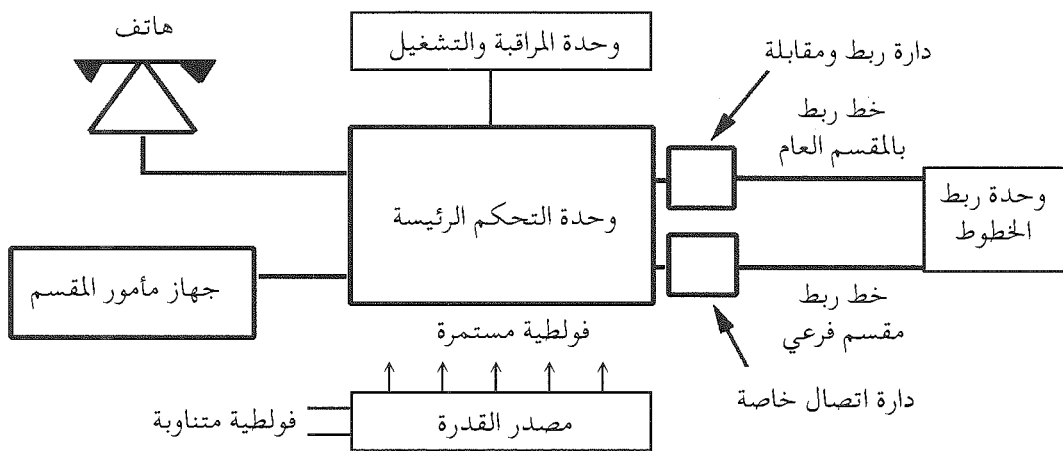 هاتف
وحدة المراقبة والتشغيل
دارة ربط ومقابلة
خط ربط
بالمقسم العام
وحدة ربط
الخطوط
وحدة التحكم الرئيسة
جهاز مأمور المقسم
خط ربط
مقسم فرعي
فولطية مستمرة
دارة اتصال خاصة
مصدر القدرة
فولطية متناوبة